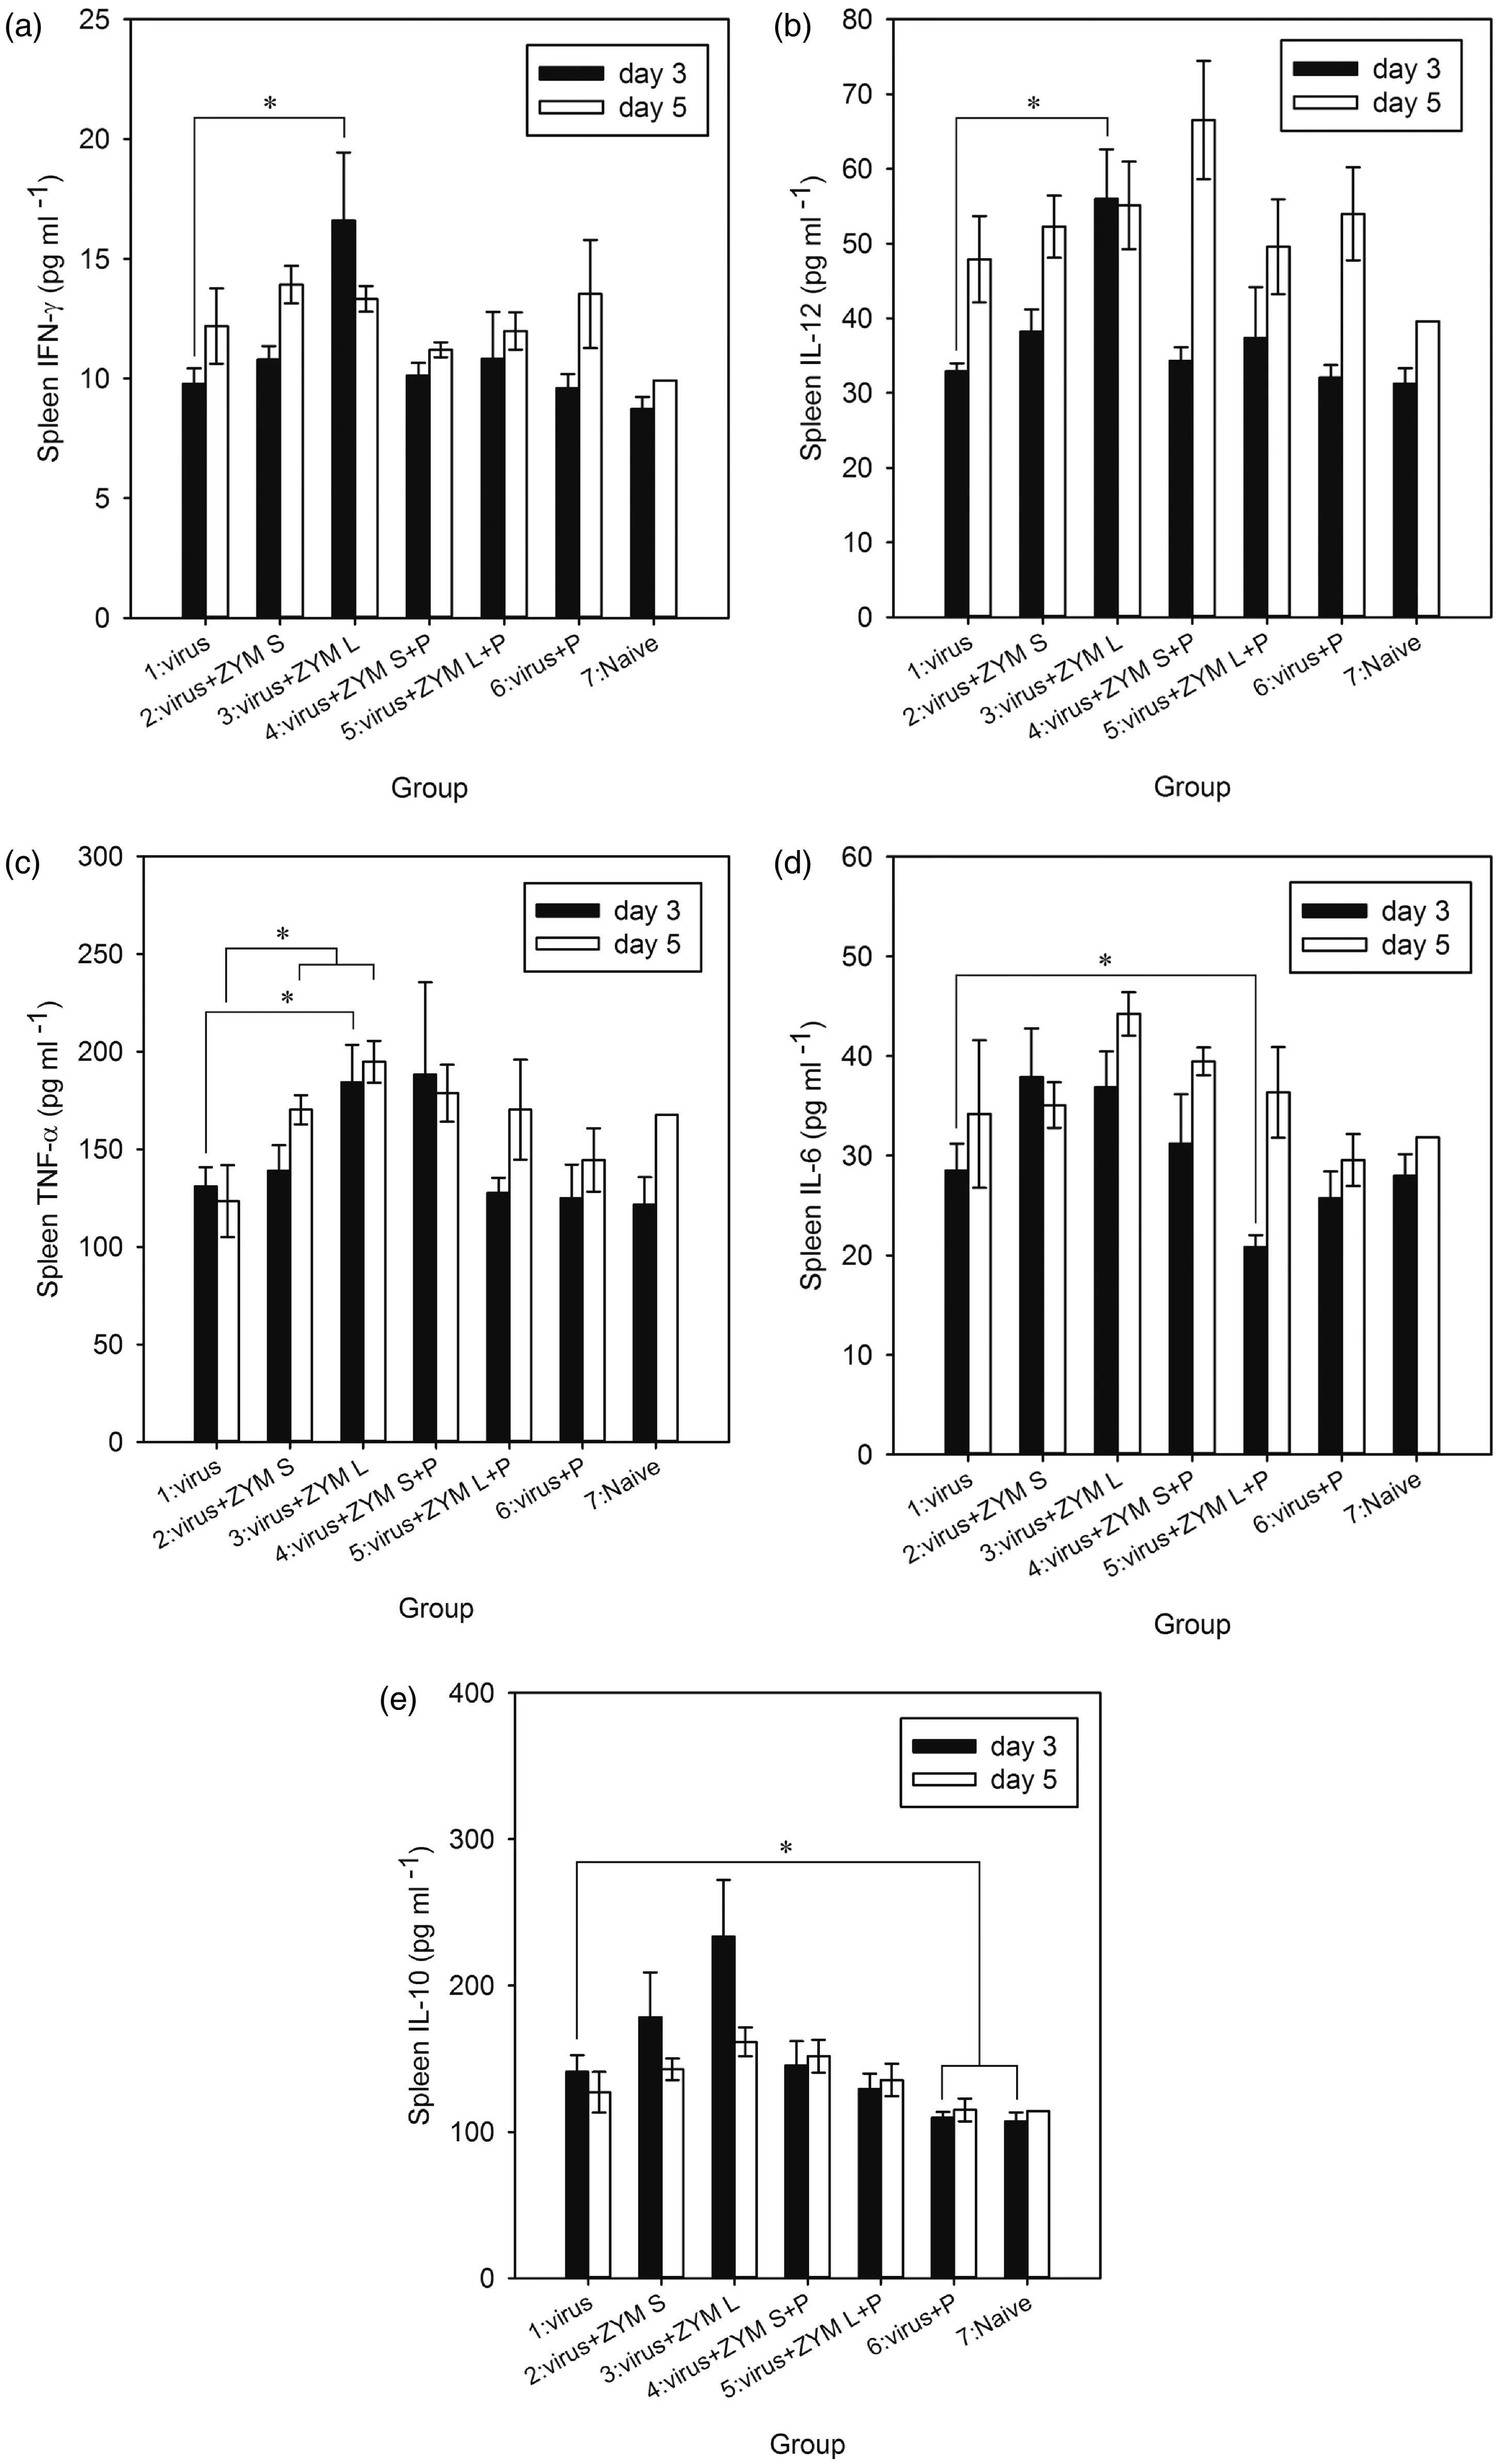 (a)
25
20
15
10
5
0
Spleen IFN-γ (pg ml -1)
day 3
day 5
*
1:virus
2:virus+ZYM S
3:virus+ZYM L
4:virus+ZYM S+P
5:virus+ZYM L+P
6:virus+P
7:Naive
Group
(b)
80
70
60
50
40
30
20
10
0
Spleen IL-12 (pg ml -1)
day 3
day 5
*
1:virus
2:virus+ZYM S
3:virus+ZYM L
4:virus+ZYM S+P
5:virus+ZYM L+P
6:virus+P
7:Naive
Group
(c)
300
250
200
150
100
50
0
Spleen TNF-α (pg ml -1)
day 3
day 5
*
*
1:virus
2:virus+ZYM S
3:virus+ZYM L
4:virus+ZYM S+P
5:virus+ZYM L+P
6:virus+P
7:Naive
Group
(d)
60
50
40
30
20
10
0
Spleen IL-6 (pg ml -1)
day 3
day 5
*
1:virus
2:virus+ZYM S
3:virus+ZYM L
4:virus+ZYM S+P
5:virus+ZYM L+P
6:virus+P
7:Naive
Group
(e)
400
300
200
100
0
Spleen IL-10 (pg ml -1)
day 3
day 5
*
1:virus
2:virus+ZYM S
3:virus+ZYM L
4:virus+ZYM S+P
5:virus+ZYM L+P
6:virus+P
7:Naive
Group